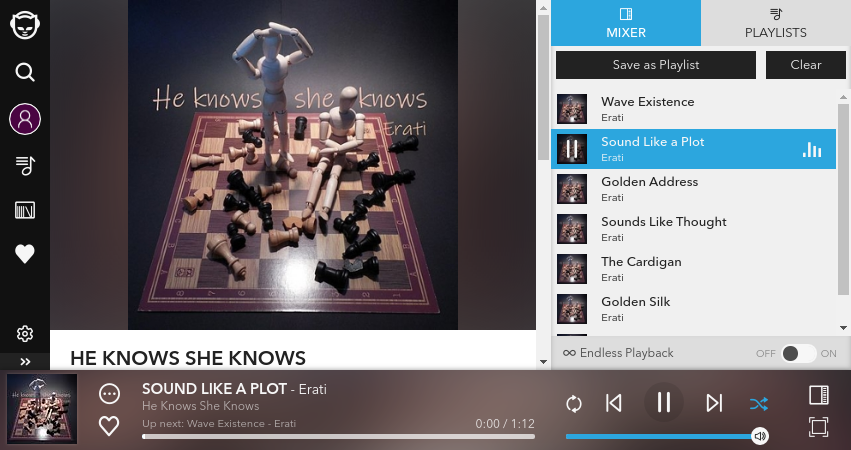 He knows she knows
Erati
HE KNOWS SHE KNOWS
MIXER
PLAYLISTS
Save as Playlist
Clear
Wave Existence
Erati
Sound Like a Plot
Erati
Golden Address
Erati
Sounds Like Thought
Erati
The Cardigan
Erati
Golden Silk
Erati
Endless Playback
OFF
ON
SOUND LIKE A PLOT - Erati
He Knows She Knows
Up next: Wave Existence - Erati
0:00 / 1:12